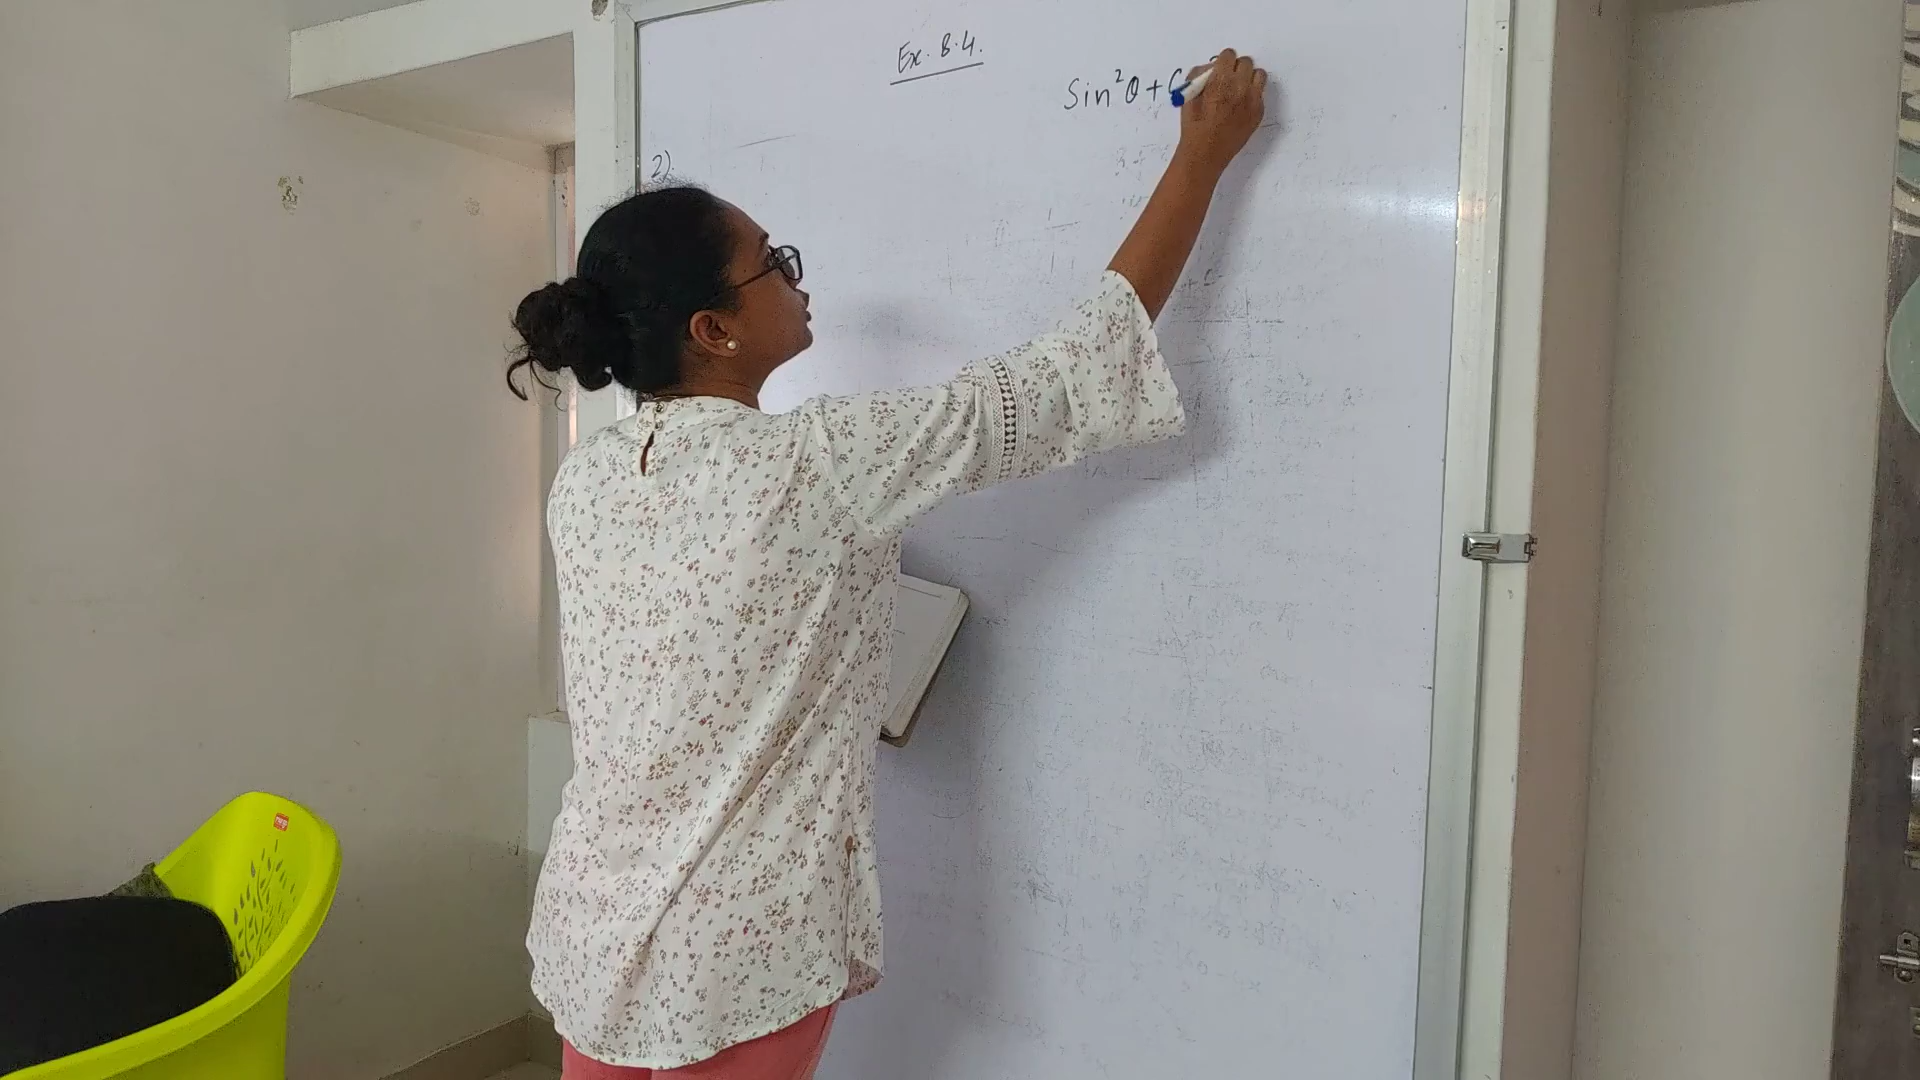 Ex. 8.4.
Sin²θ + C
2).